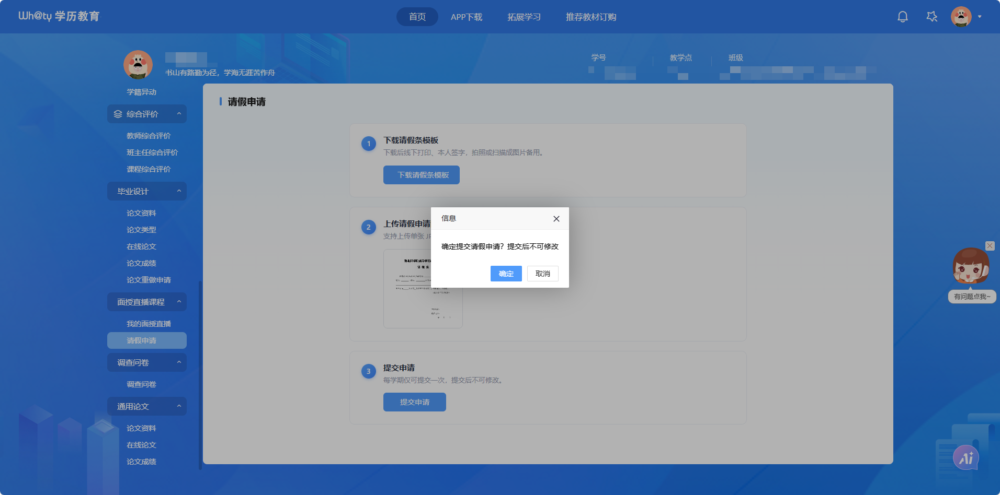 Wh@ty 学历教育
首页
APP下载
拓展学习
推荐教材订购
书山有路勤为径，学海无涯苦作舟
学号
教学点
班级
学籍异动
综合评价
教师综合评价
班主任综合评价
课程综合评价
毕业设计
论文资料
论文类型
在线论文
论文成绩
论文重做申请
面授直播课程
我的面授直播
请假申请
调查问卷
调查问卷
通用论文
论文资料
在线论文
论文成绩
请假申请
1
下载请假条模板
下载后线下打印、本人签字，拍照或扫描成图片备用。
下载请假条模板
2
上传请假申请
支持上传单张
请 假 条
3
提交申请
每学期仅可提交一次，提交后不可修改。
提交申请
信息
确定提交请假申请？提交后不可修改
确定
取消
有问题点我~
Ai